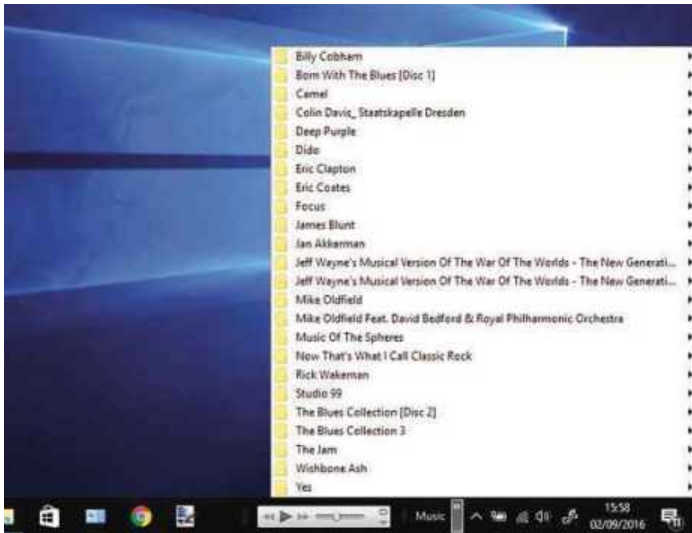 Billy Cobham
Born With The Blues [Disc 1]
Camel
Colin Davis_ Staatskapelle Dresden
Deep Purple
Dido
Eric Clapton
Eric Coates
Focus
James Blunt
Jan Akkerman
Jeff Wayne's Musical Version Of The War Of The Worlds - The New Generati...
Jeff Wayne's Musical Version Of The War Of The Worlds - The New Generati...
Mike Oldfield
Mike Oldfield Feat. David Bedford & Royal Philharmonic Orchestra
Music Of The Spheres
Now That's What I Call Classic Rock
Rick Wakeman
Studio 99
The Blues Collection [Disc 2]
The Blues Collection 3
The Jam
Wishbone Ash
Yes
Music
15:58
02/09/2016